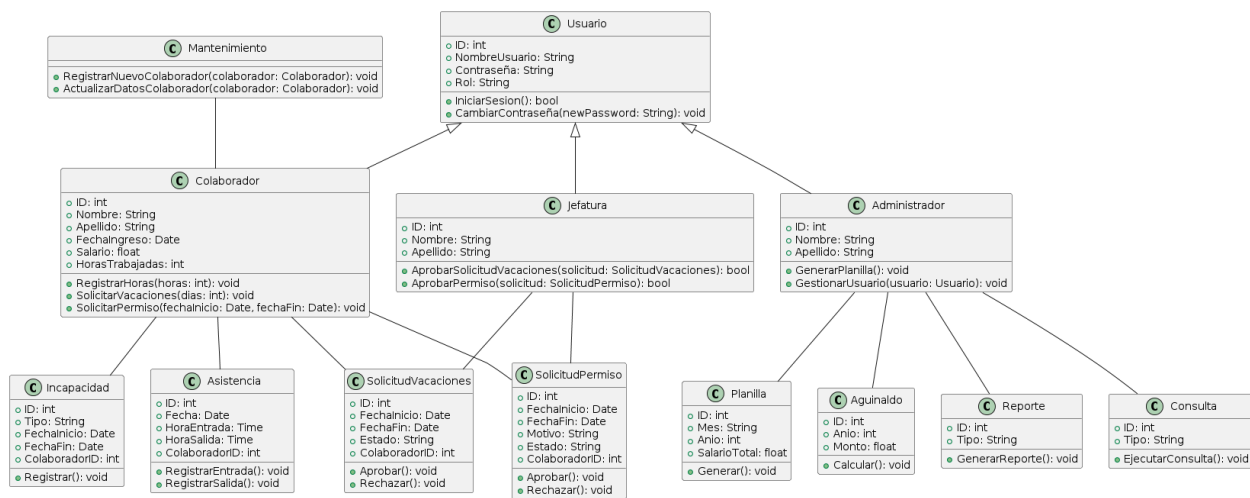 C Usuario
ID: int
NombreUsuario: String
Contraseña: String
Rol: String
IniciarSesion(): bool
CambiarContraseña(newPassword: String): void
C Mantenimiento
RegistrarNuevoColaborador(colaborador: Colaborador): void
ActualizarDatosColaborador(colaborador: Colaborador): void
C Colaborador
ID: int
Nombre: String
Apellido: String
FechaIngreso: Date
Salario: float
HorasTrabajadas: int
RegistrarHoras(horas: int): void
SolicitarVacaciones(dias: int): void
SolicitarPermiso(fechaInicio: Date, fechaFin: Date): void
C Jefatura
ID: int
Nombre: String
Apellido: String
AprobarSolicitudVacaciones(solicitud: SolicitudVacaciones): bool
AprobarPermiso(solicitud: SolicitudPermiso): bool
C Administrador
ID: int
Nombre: String
Apellido: String
GenerarPlanilla(): void
GestionarUsuario(usuario: Usuario): void
C Incapacidad
ID: int
Tipo: String
FechaInicio: Date
FechaFin: Date
ColaboradorID: int
Registrar(): void
C Asistencia
ID: int
Fecha: Date
HoraEntrada: Time
HoraSalida: Time
ColaboradorID: int
RegistrarEntrada(): void
RegistrarSalida(): void
C SolicitudVacaciones
ID: int
FechaInicio: Date
FechaFin: Date
Estado: String
ColaboradorID: int
Aprobar(): void
Rechazar(): void
C SolicitudPermiso
ID: int
FechaInicio: Date
FechaFin: Date
Motivo: String
Estado: String
ColaboradorID: int
Aprobar(): void
Rechazar(): void
C Planilla
ID: int
Mes: String
Anio: int
SalarioTotal: float
Generar(): void
C Aguinaldo
ID: int
Anio: int
Monto: float
Calcular(): void
C Reporte
ID: int
Tipo: String
GenerarReporte(): void
C Consulta
ID: int
Tipo: String
EjecutarConsulta(): void